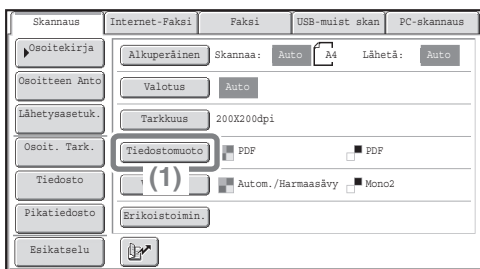 Skannaus Internet-Faksi Faksi USB-muist skan PC-skannaus
Osoitekirja
Alkuperäinen Skannaa: Auto A4 Lähetä: Auto
Osoitteen Anto
Valotus Auto
Lähetysasetuk.
Tarkkuus 200X200dpi
Osoit. Tark.
Tiedostomuoto PDF PDF
Tiedosto
(1) Autom./Harmaasävy Mono2
Pikatiedosto
Erikoistoimin.
Esikatselu